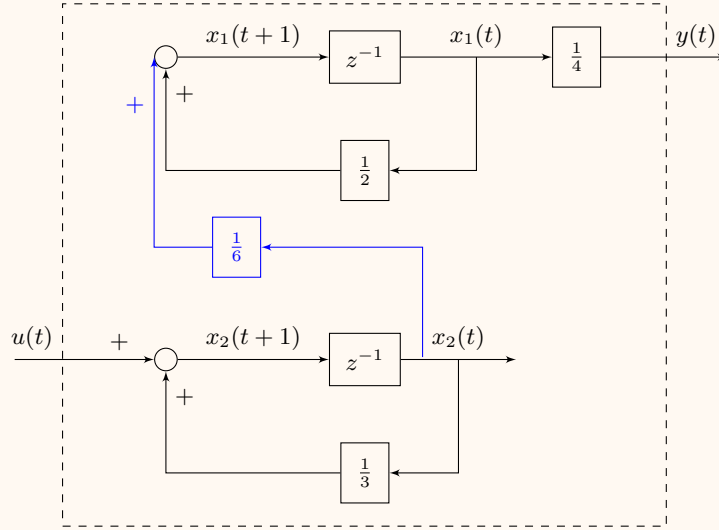 x₁(t+1)
z⁻¹
x₁(t)
1/4
y(t)
+
+
1/2
1/6
u(t)
+
x₂(t+1)
z⁻¹
x₂(t)
+
1/3